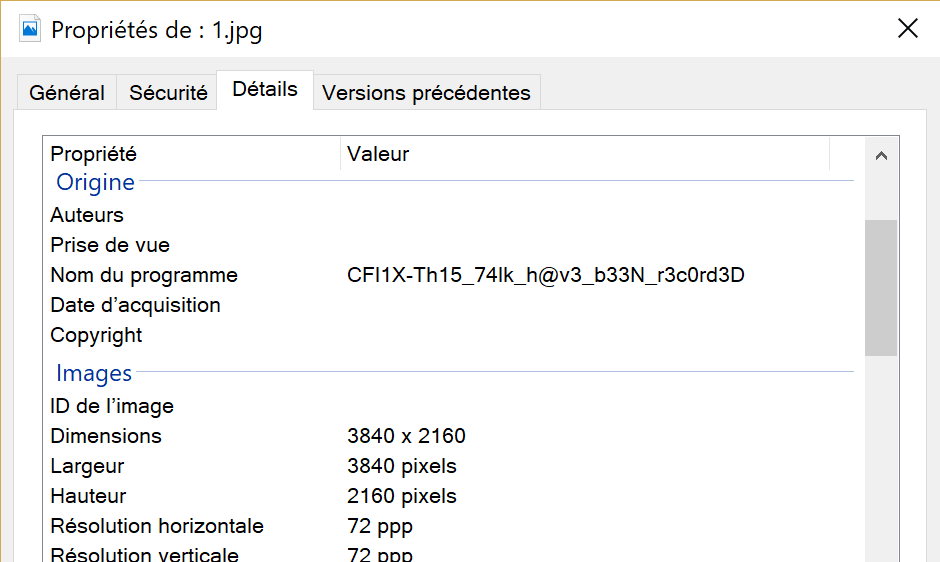 Propriétés de : 1.jpg
Général Sécurité Détails Versions précédentes
Propriété Valeur
Origine
Auteurs
Prise de vue
Nom du programme CFI1X-Th15_74lk_h@v3_b33N_r3c0rd3D
Date d’acquisition
Copyright
Images
ID de l’image
Dimensions 3840 x 2160
Largeur 3840 pixels
Hauteur 2160 pixels
Résolution horizontale 72 ppp
Résolution verticale 72 ppp